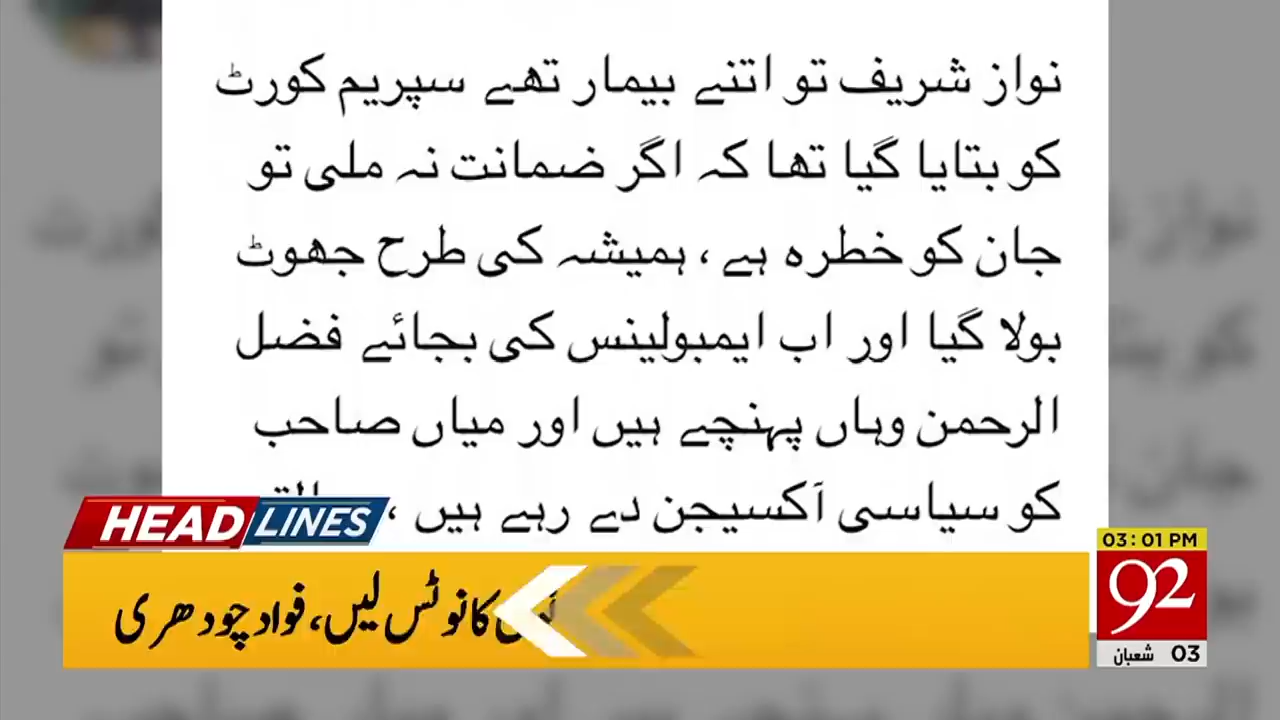 نواز شریف تو اتنے بیمار تھے سپریم کورٹ
کو بتایا گیا تھا کہ اگر ضمانت نہ ملی تو
جان کو خطرہ ہے ، ہمیشہ کی طرح جھوٹ
بولا گیا اور اب ایمبولینس کی بجائے فضل
الرحمن وہاں پہنچے ہیں اور میاں صاحب
کو سیاسی آکسیجن دے رہے ہیں ،
HEADLINES
کا نوٹس لیں، فواد چودھری
03:01 PM
92
03 شعبان